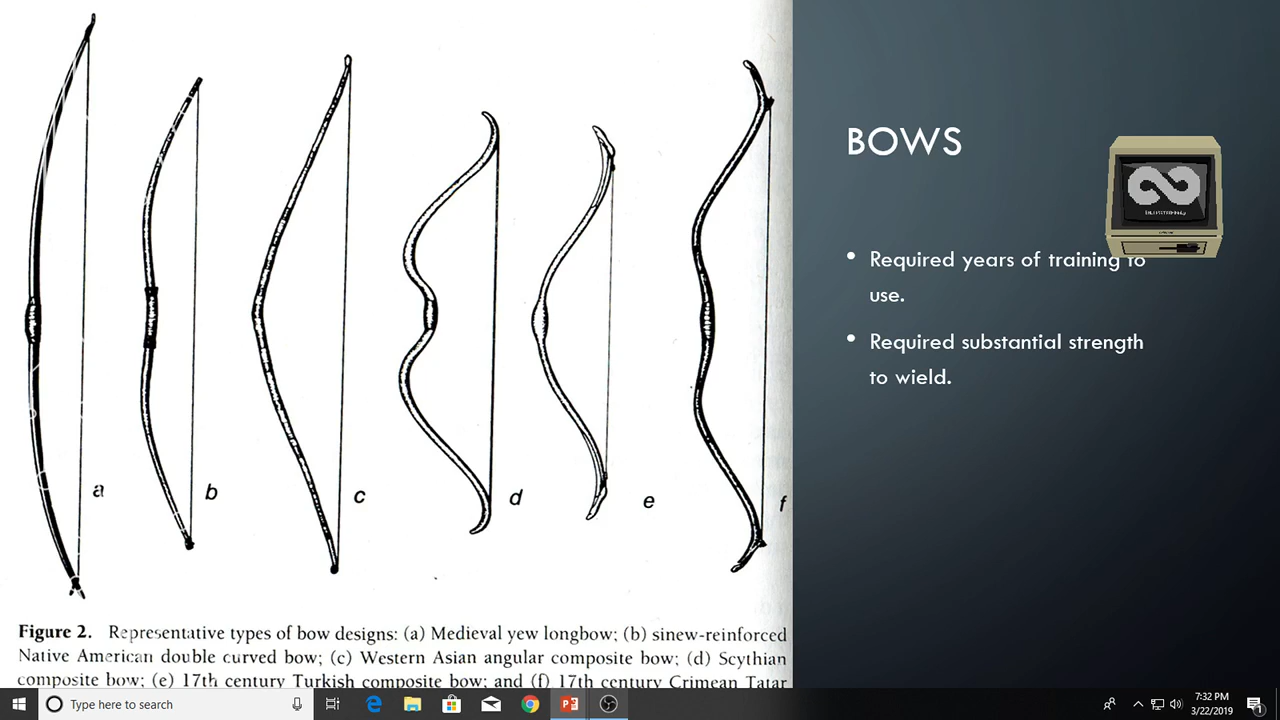 a
b
c
d
e
f
Figure 2. Representative types of bow designs: (a) Medieval yew longbow; (b) sinew-reinforced
Native American double curved bow; (c) Western Asian angular composite bow; (d) Scythian
composite bow; (e) 17th century Turkish composite bow; and (f) 17th century Crimean Tatar
BOWS
• Required years of training to
use.
• Required substantial strength
to wield.
Type here to search
7:32 PM
3/22/2019
1